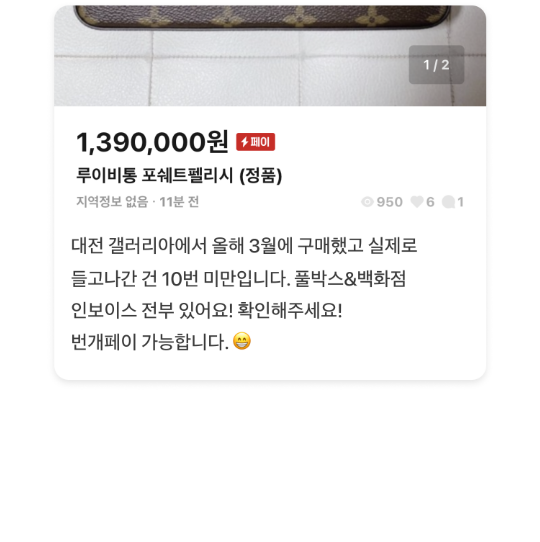 1 / 2
1,390,000원 페이
루이비통 포쉐트펠리시 (정품)
지역정보 없음 · 11분 전 950 6 1
대전 갤러리아에서 올해 3월에 구매했고 실제로
들고나간 건 10번 미만입니다. 풀박스&백화점
인보이스 전부 있어요! 확인해주세요!
번개페이 가능합니다. 😁